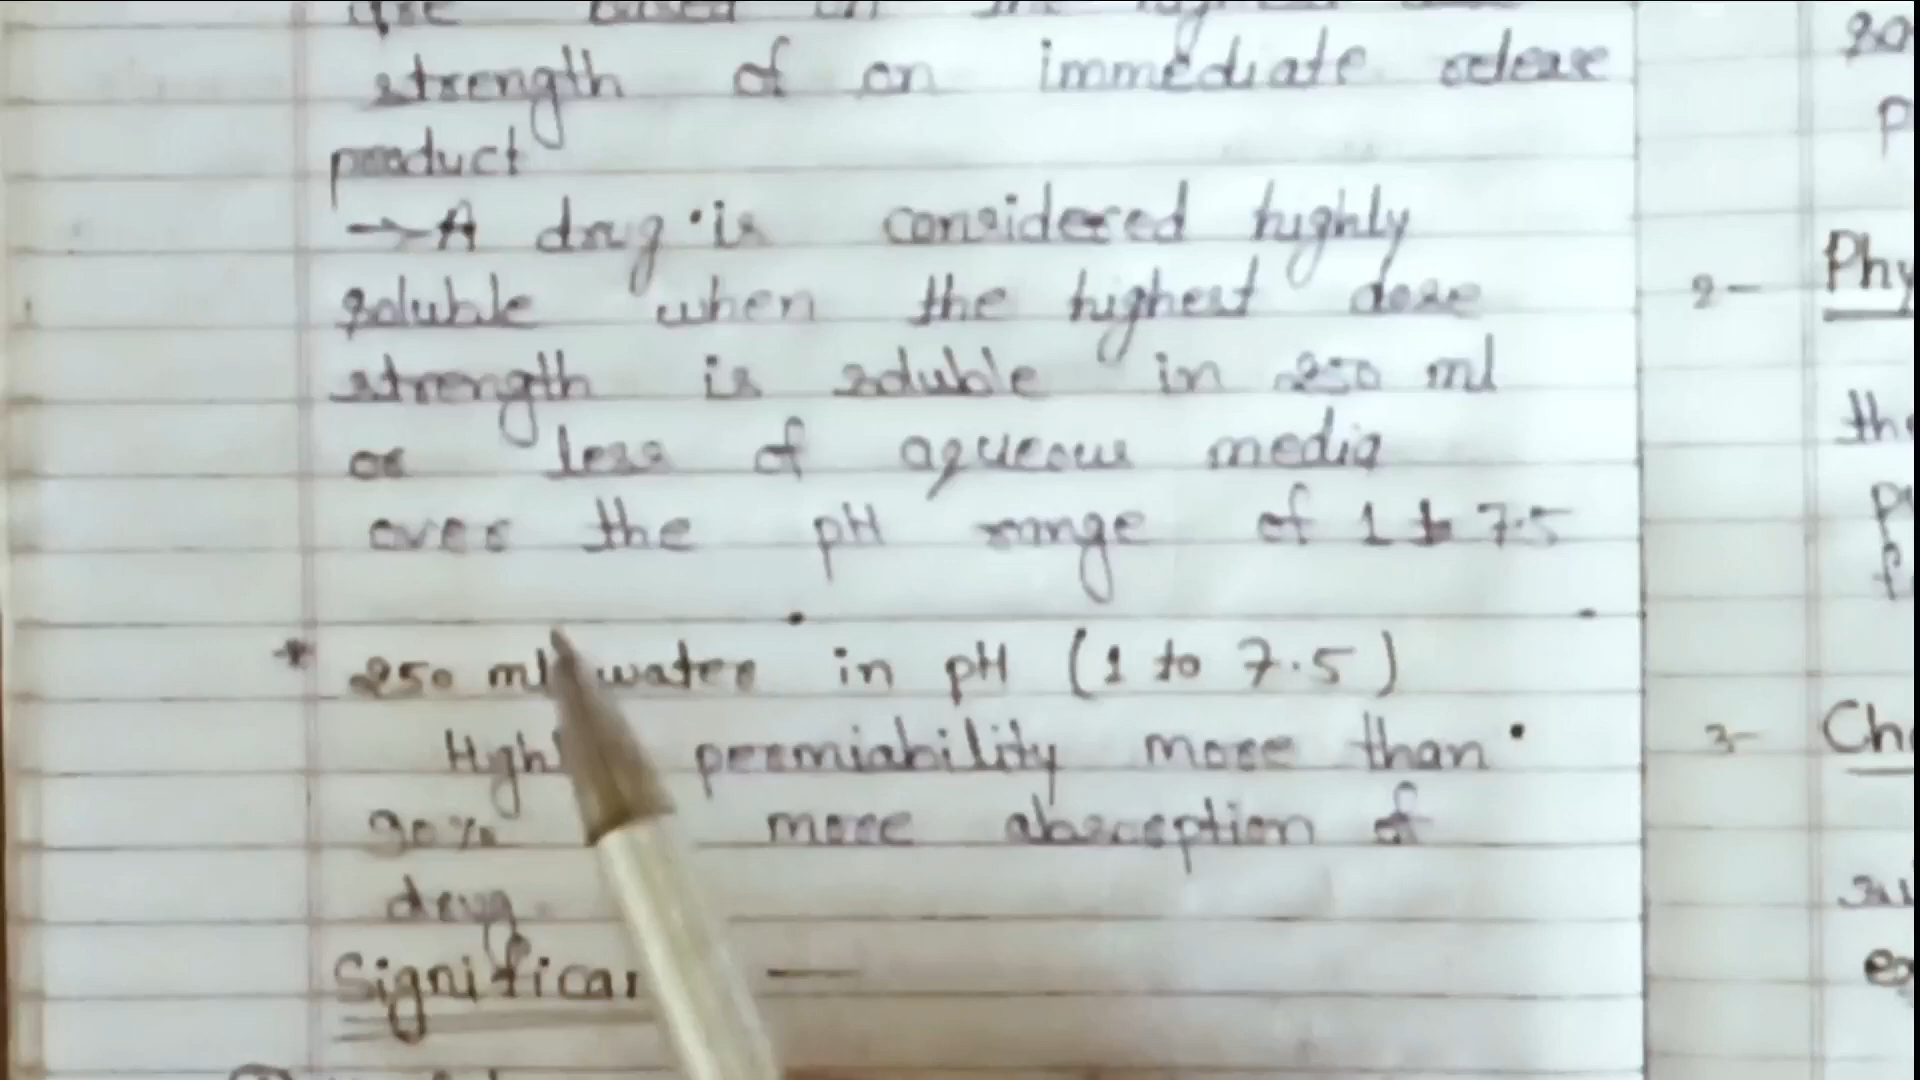 strength of an immediate release
product
→ A drug is considered highly
soluble when the highest dose
strength is soluble in 250 ml
or less of aqueous media
over the pH range of 1 to 7.5
* 250 ml water in pH (1 to 7.5)
permiability more than
90% more absorption of
drug.
—
2- Phy
3- Ch